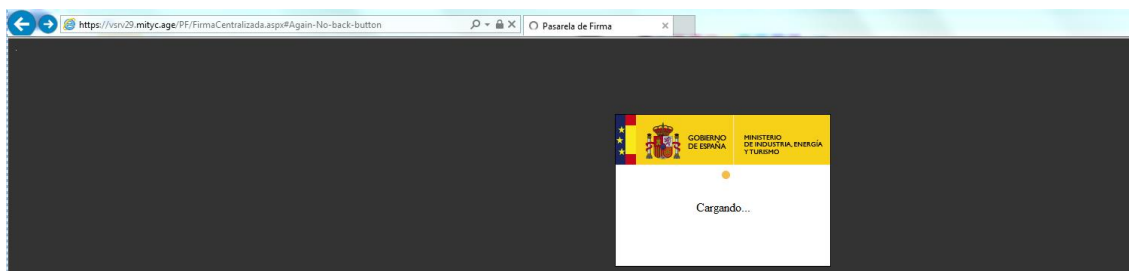 https://vsrv29.mityc.age/PF/FirmaCentralizada.aspx#Again-No-back-button
Pasarela de Firma
GOBIERNO
DE ESPAÑA
MINISTERIO
DE INDUSTRIA, ENERGÍA
Y TURISMO
Cargando...